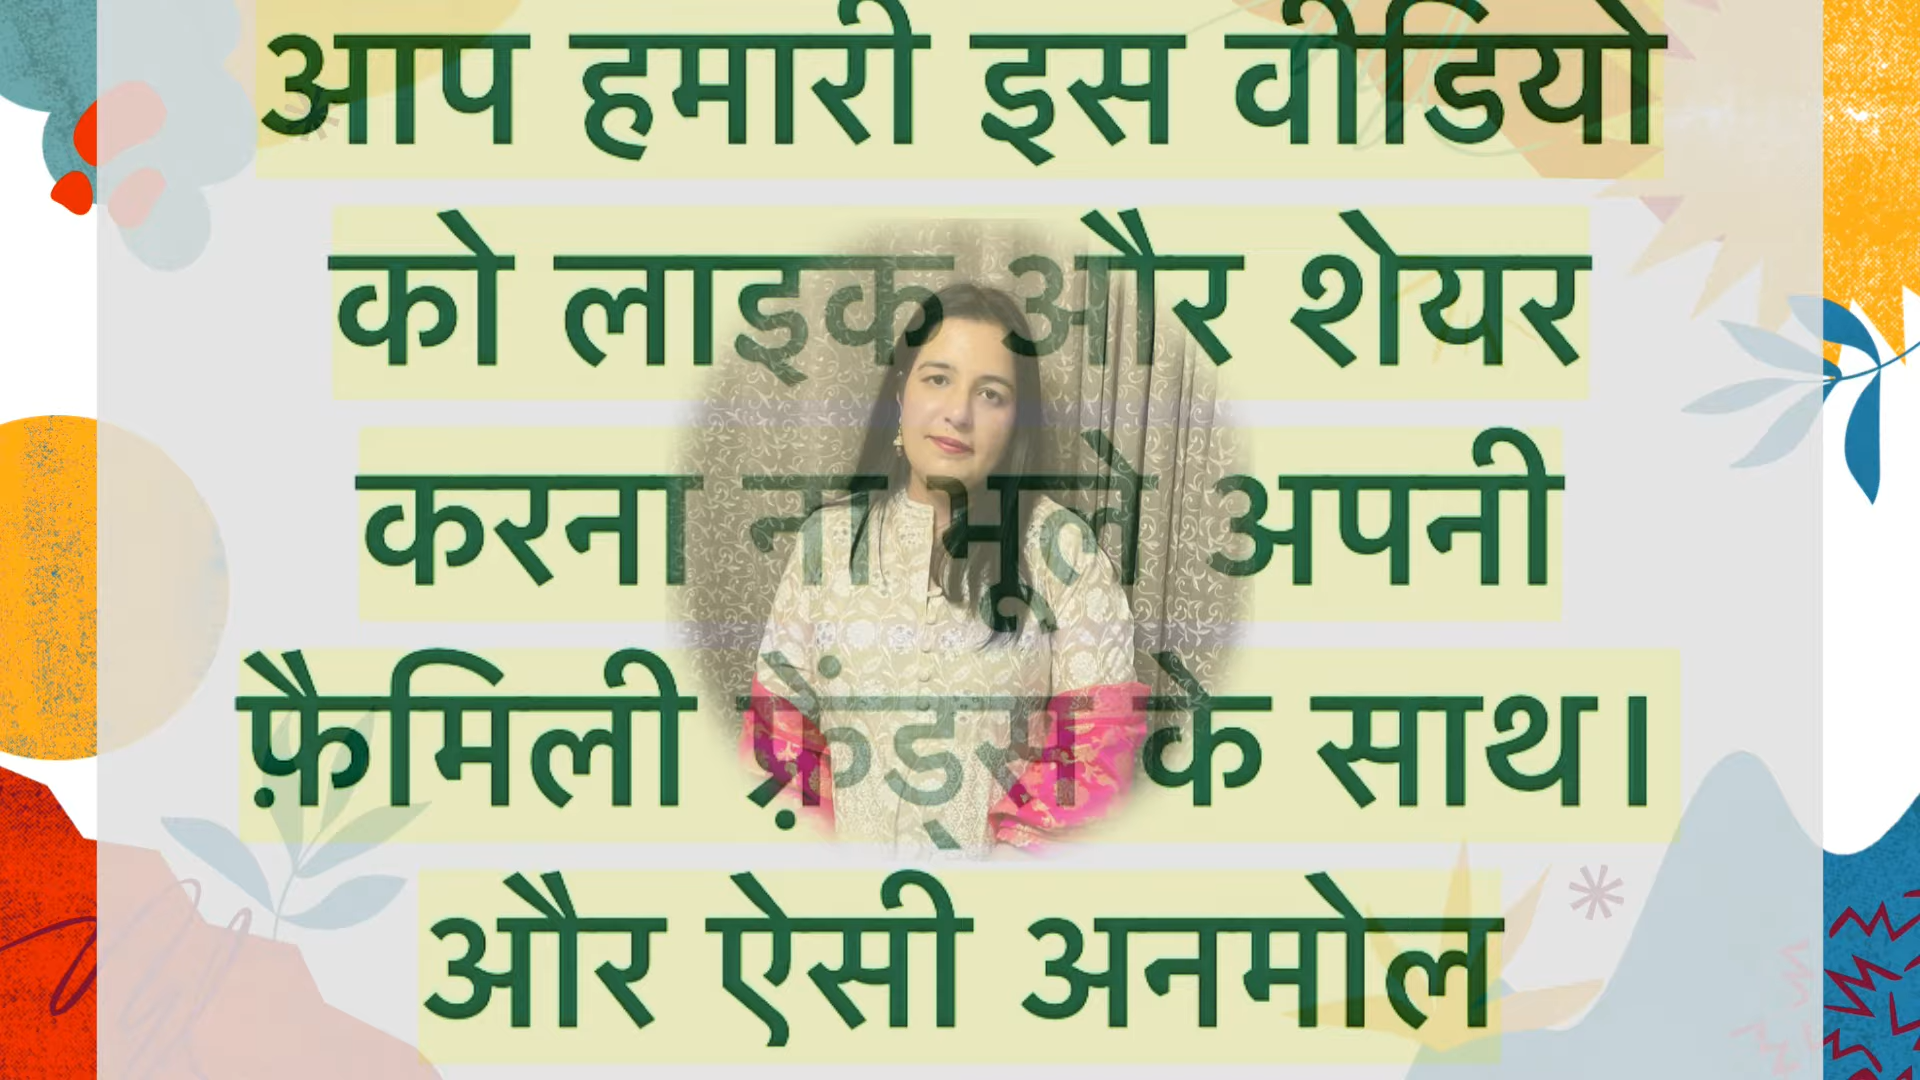 आप हमारी इस वीडियो
को लाइक और शेयर
करना ना भूले अपनी
फ़ैमिली फ़्रेंड्स के साथ।
और ऐसी अनमोल